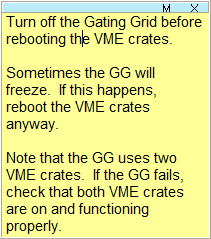 M X
Turn off the Gating Grid before
rebooting the VME crates.

Sometimes the GG will
freeze.  If this happens,
reboot the VME crates
anyway.

Note that the GG uses two
VME crates.  If the GG fails,
check that both VME crates
are on and functioning
properly.